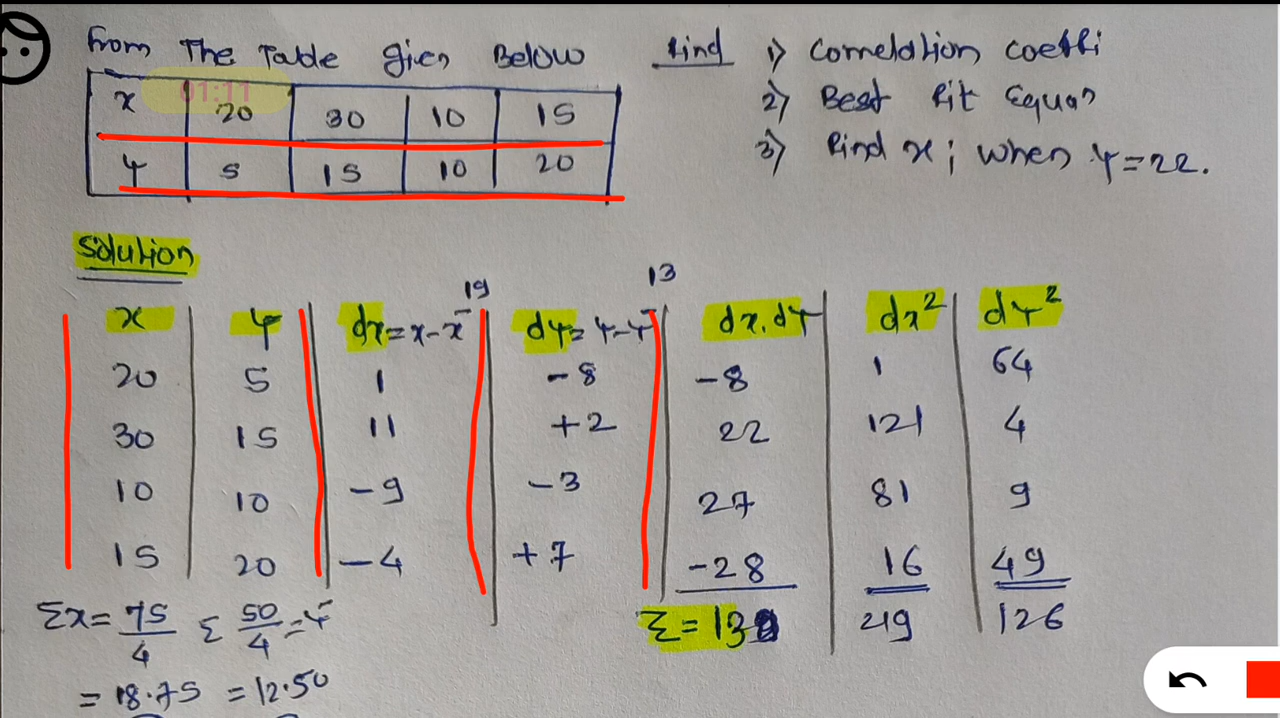 From The Table Given Below Find 1) Correlation coeffi
2) Best Fit Equan
3) Find x; when y=22.
01:11
x 20 30 10 15
y 5 15 10 20
Solution
19 13
x y dx=x-x̄ dy=y-ȳ dx.dy dx² dy²
20 5 1 -8 -8 1 64
30 15 11 +2 22 121 4
10 10 -9 -3 27 81 9
15 20 -4 +7 -28 16 49
Σx=75/4 Σ 50/4=ȳ Σ=13 219 126
=18.75 =12.50